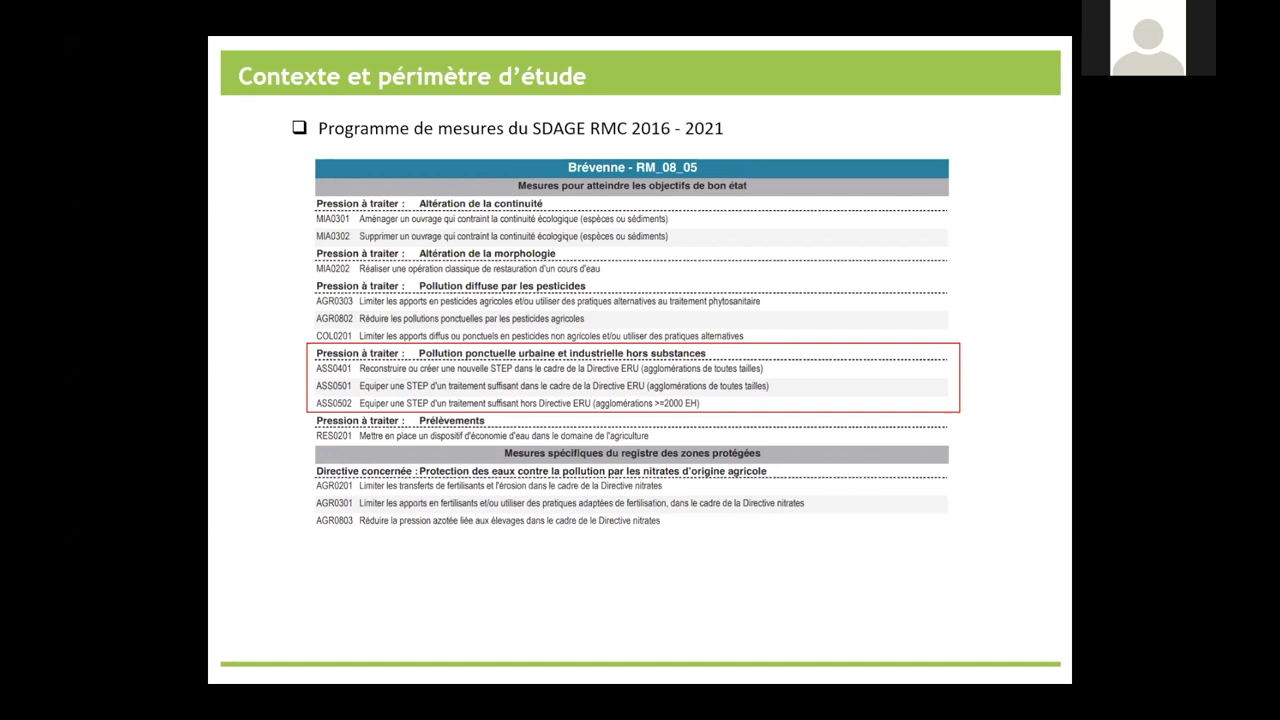 Contexte et périmètre d'étude
Programme de mesures du SDAGE RMC 2016 - 2021
Brévenne - RM_08_05
Mesures pour atteindre les objectifs de bon état
Pression à traiter : Altération de la continuité
MIA0301 Aménager un ouvrage qui contraint la continuité écologique (espèces ou sédiments)
MIA0302 Supprimer un ouvrage qui contraint la continuité écologique (espèces ou sédiments)
Pression à traiter : Altération de la morphologie
MIA0202 Réaliser une opération classique de restauration d'un cours d'eau
Pression à traiter : Pollution diffuse par les pesticides
AGR0303 Limiter les apports en pesticides agricoles et/ou utiliser des pratiques alternatives au traitement phytosanitaire
AGR0802 Réduire les pollutions ponctuelles par les pesticides agricoles
COL0201 Limiter les apports diffus ou ponctuels en pesticides non agricoles et/ou utiliser des pratiques alternatives
Pression à traiter : Pollution ponctuelle urbaine et industrielle hors substances
ASS0401 Reconstruire ou créer une nouvelle STEP dans le cadre de la Directive ERU (agglomérations de toutes tailles)
ASS0501 Equiper une STEP d'un traitement suffisant dans le cadre de la Directive ERU (agglomérations de toutes tailles)
ASS0502 Equiper une STEP d'un traitement suffisant hors Directive ERU (agglomérations >=2000 EH)
Pression à traiter : Prélèvements
RES0201 Mettre en place un dispositif d'économie d'eau dans le domaine de l'agriculture
Mesures spécifiques du registre des zones protégées
Directive concernée : Protection des eaux contre la pollution par les nitrates d'origine agricole
AGR0201 Limiter les transferts de fertilisants et l'érosion dans le cadre de la Directive nitrates
AGR0301 Limiter les apports en fertilisants et/ou utiliser des pratiques adaptées de fertilisation, dans le cadre de la Directive nitrates
AGR0803 Réduire la pression azotée liée aux élevages dans le cadre de le Directive nitrates